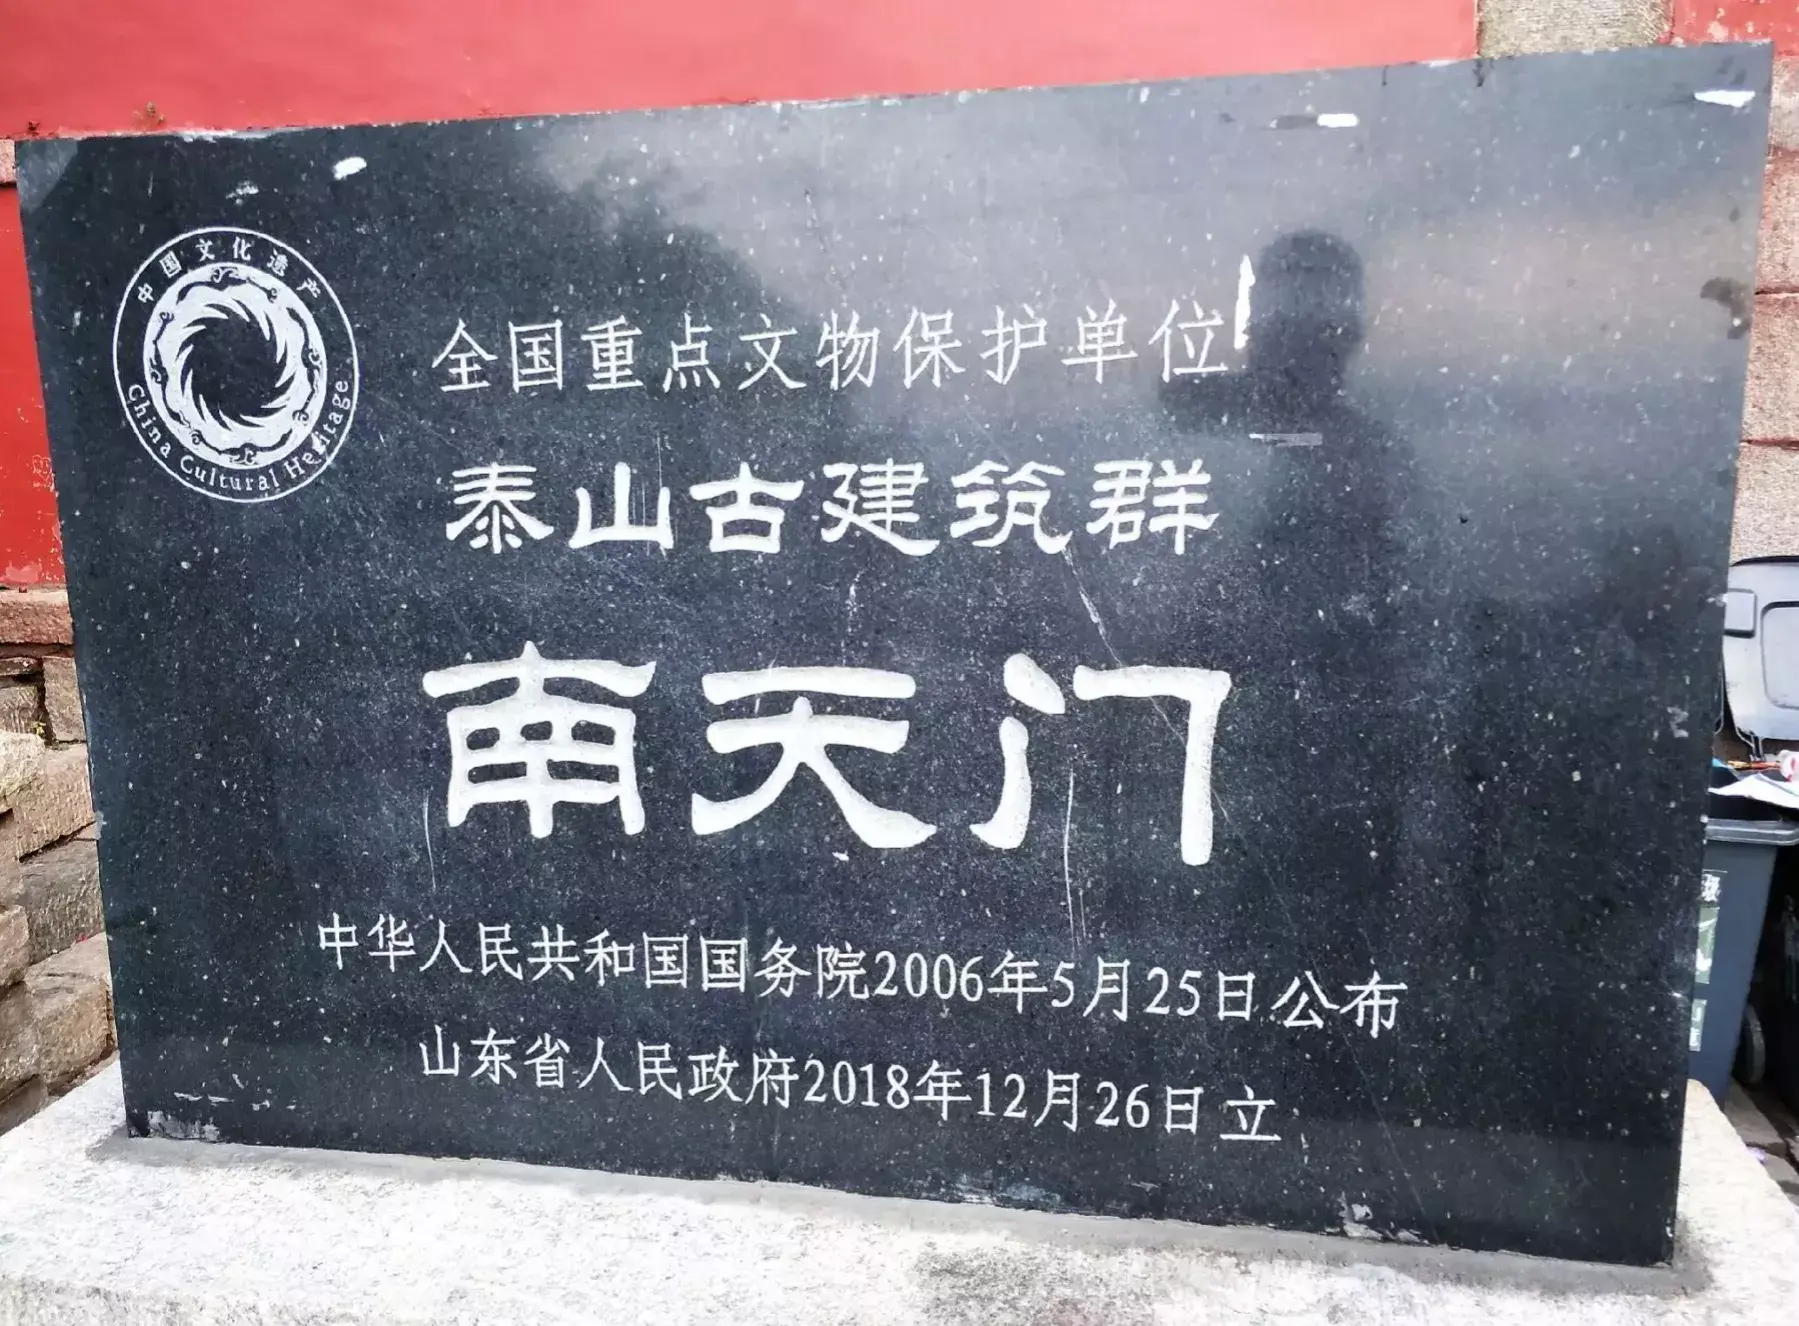 中国文化遗产
China Cultural Heritage
全国重点文物保护单位
泰山古建筑群
南天门
中华人民共和国国务院2006年5月25日公布
山东省人民政府2018年12月26日立